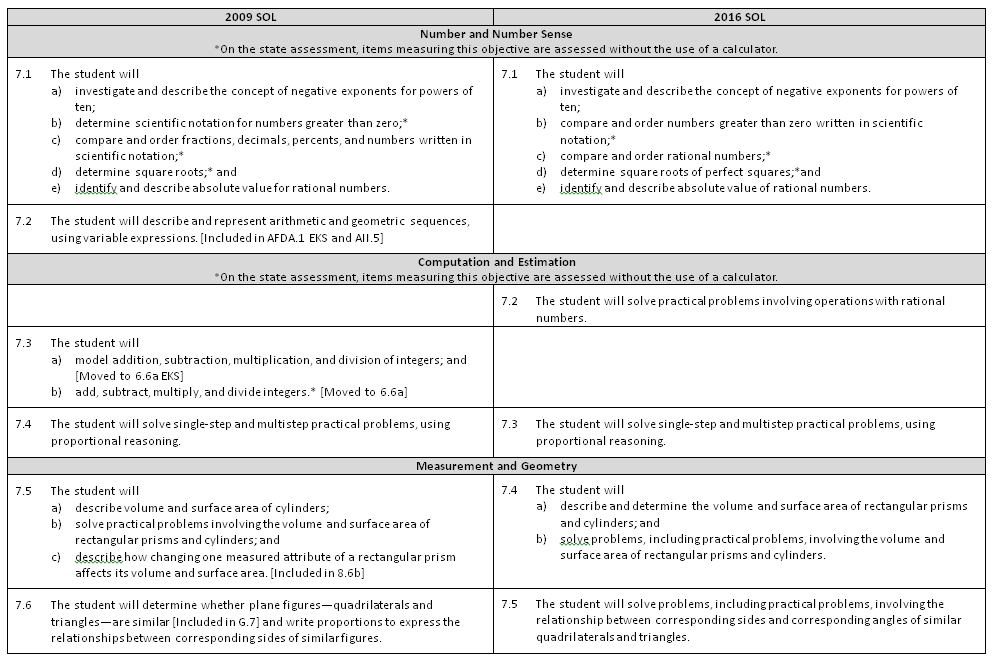 2009 SOL
2016 SOL
Number and Number Sense
*On the state assessment, items measuring this objective are assessed without the use of a calculator.
7.1 The student will
a) investigate and describe the concept of negative exponents for powers of
ten;
b) determine scientific notation for numbers greater than zero;*
c) compare and order fractions, decimals, percents, and numbers written in
scientific notation;*
d) determine square roots;* and
e) identify and describe absolute value for rational numbers.
7.1 The student will
a) investigate and describe the concept of negative exponents for powers of
ten;
b) compare and order numbers greater than zero written in scientific
notation;*
c) compare and order rational numbers;*
d) determine square roots of perfect squares;*and
e) identify and describe absolute value of rational numbers.
7.2 The student will describe and represent arithmetic and geometric sequences,
using variable expressions. [Included in AFDA.1 EKS and AII.5]
Computation and Estimation
*On the state assessment, items measuring this objective are assessed without the use of a calculator.
7.2 The student will solve practical problems involving operations with rational
numbers.
7.3 The student will
a) model addition, subtraction, multiplication, and division of integers; and
[Moved to 6.6a EKS]
b) add, subtract, multiply, and divide integers.* [Moved to 6.6a]
7.4 The student will solve single-step and multistep practical problems, using
proportional reasoning.
7.3 The student will solve single-step and multistep practical problems, using
proportional reasoning.
Measurement and Geometry
7.5 The student will
a) describe volume and surface area of cylinders;
b) solve practical problems involving the volume and surface area of
rectangular prisms and cylinders; and
c) describe how changing one measured attribute of a rectangular prism
affects its volume and surface area. [Included in 8.6b]
7.4 The student will
a) describe and determine the volume and surface area of rectangular prisms
and cylinders; and
b) solve problems, including practical problems, involving the volume and
surface area of rectangular prisms and cylinders.
7.6 The student will determine whether plane figures—quadrilaterals and
triangles—are similar [Included in G.7] and write proportions to express the
relationships between corresponding sides of similar figures.
7.5 The student will solve problems, including practical problems, involving the
relationship between corresponding sides and corresponding angles of similar
quadrilaterals and triangles.